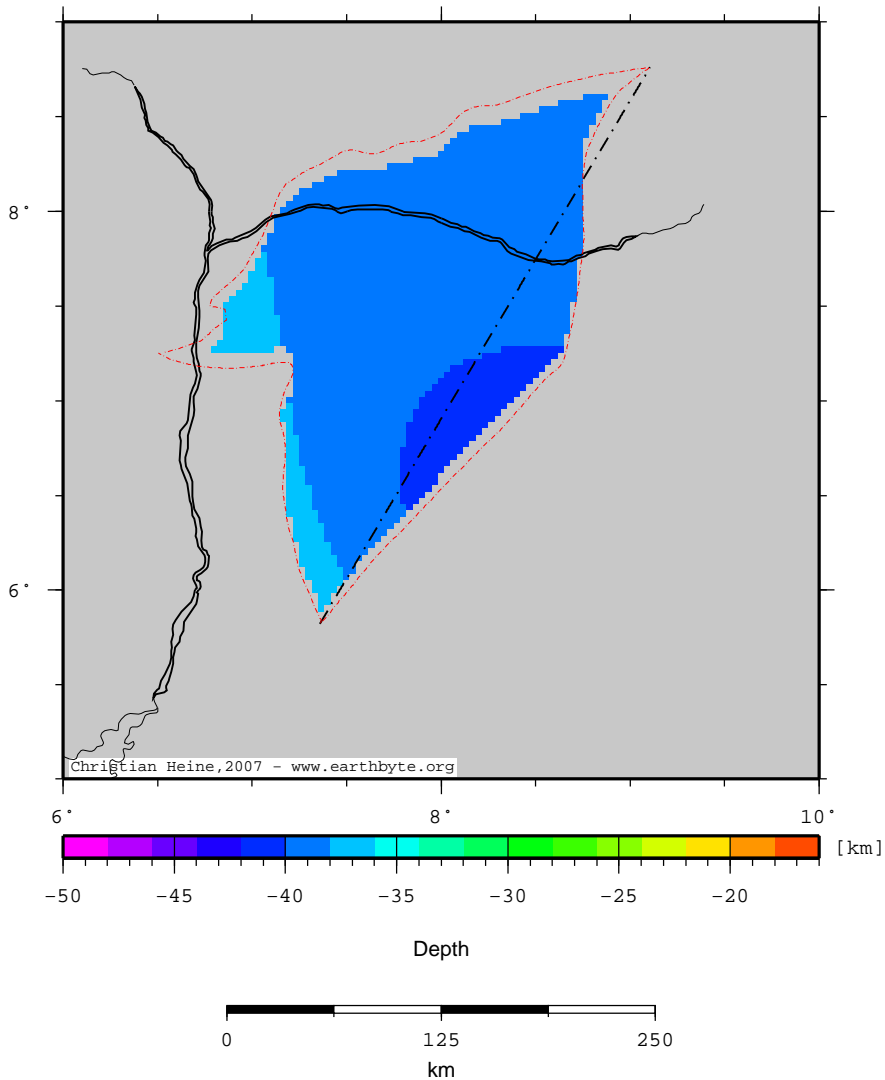 8°
6°
Christian Heine,2007 - www.earthbyte.org
6° 8° 10°
[km]
-50 -45 -40 -35 -30 -25 -20
Depth
0 125 250
km